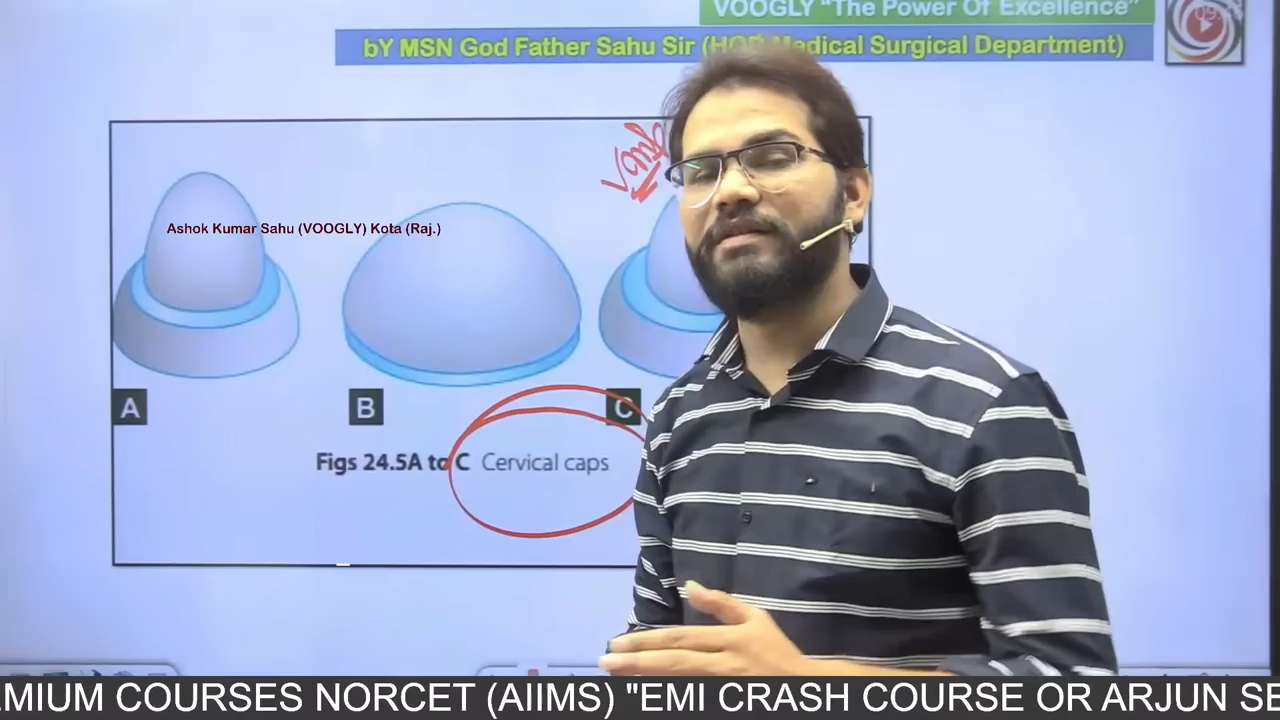 VOOGLY “The Power Of Excellence”
bY MSN God Father Sahu Sir (HOD Medical Surgical Department)
Ashok Kumar Sahu (VOOGLY) Kota (Raj.)
A
B
C
Figs 24.5A to C Cervical caps
MIUM COURSES NORCET (AIIMS) "EMI CRASH COURSE OR ARJUN SE